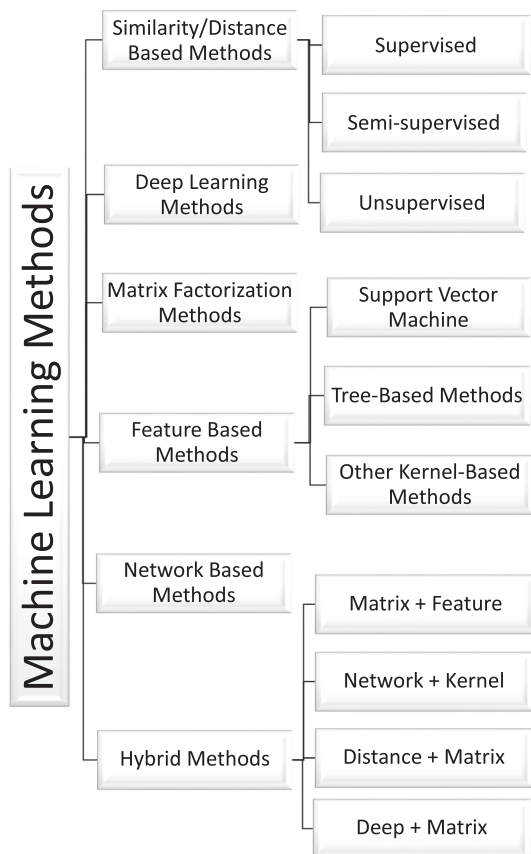 Machine Learning Methods
Similarity/Distance
Based Methods
Supervised
Semi-supervised
Unsupervised
Deep Learning
Methods
Matrix Factorization
Methods
Feature Based
Methods
Support Vector
Machine
Tree-Based Methods
Other Kernel-Based
Methods
Network Based
Methods
Hybrid Methods
Matrix + Feature
Network + Kernel
Distance + Matrix
Deep + Matrix